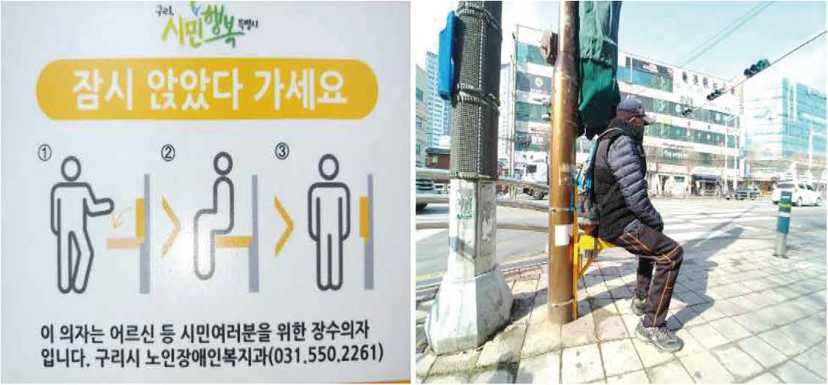 구리, 시민행복 특별시
잠시 앉았다 가세요
① ② ③
이 의자는 어르신 등 시민여러분을 위한 장수의자
입니다. 구리시 노인장애인복지과(031.550.2261)